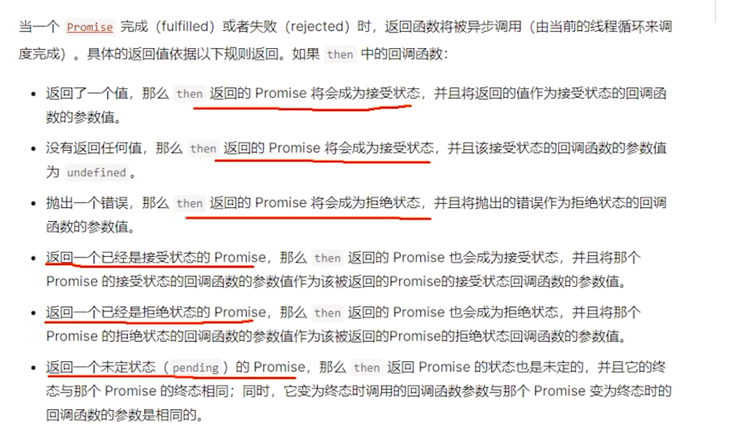 当一个 Promise 完成（fulfilled）或者失败（rejected）时，返回函数将被异步调用（由当前的线程循环来调
度完成）。具体的返回值依据以下规则返回。如果 then 中的回调函数：
• 返回了一个值，那么 then 返回的 Promise 将会成为接受状态，并且将返回的值作为接受状态的回调函
数的参数值。
• 没有返回任何值，那么 then 返回的 Promise 将会成为接受状态，并且该接受状态的回调函数的参数值
为 undefined。
• 抛出一个错误，那么 then 返回的 Promise 将会成为拒绝状态，并且将抛出的错误作为拒绝状态的回调
函数的参数值。
• 返回一个已经是接受状态的 Promise，那么 then 返回的 Promise 也会成为接受状态，并且将那个
Promise 的接受状态的回调函数的参数值作为该被返回的Promise的接受状态回调函数的参数值。
• 返回一个已经是拒绝状态的 Promise，那么 then 返回的 Promise 也会成为拒绝状态，并且将那个
Promise 的拒绝状态的回调函数的参数值作为该被返回的Promise的拒绝状态回调函数的参数值。
• 返回一个未定状态（pending）的 Promise，那么 then 返回 Promise 的状态也是未定的，并且它的终
态与那个 Promise 的终态相同；同时，它变为终态时调用的回调函数参数与那个 Promise 变为终态时的
回调函数的参数是相同的。